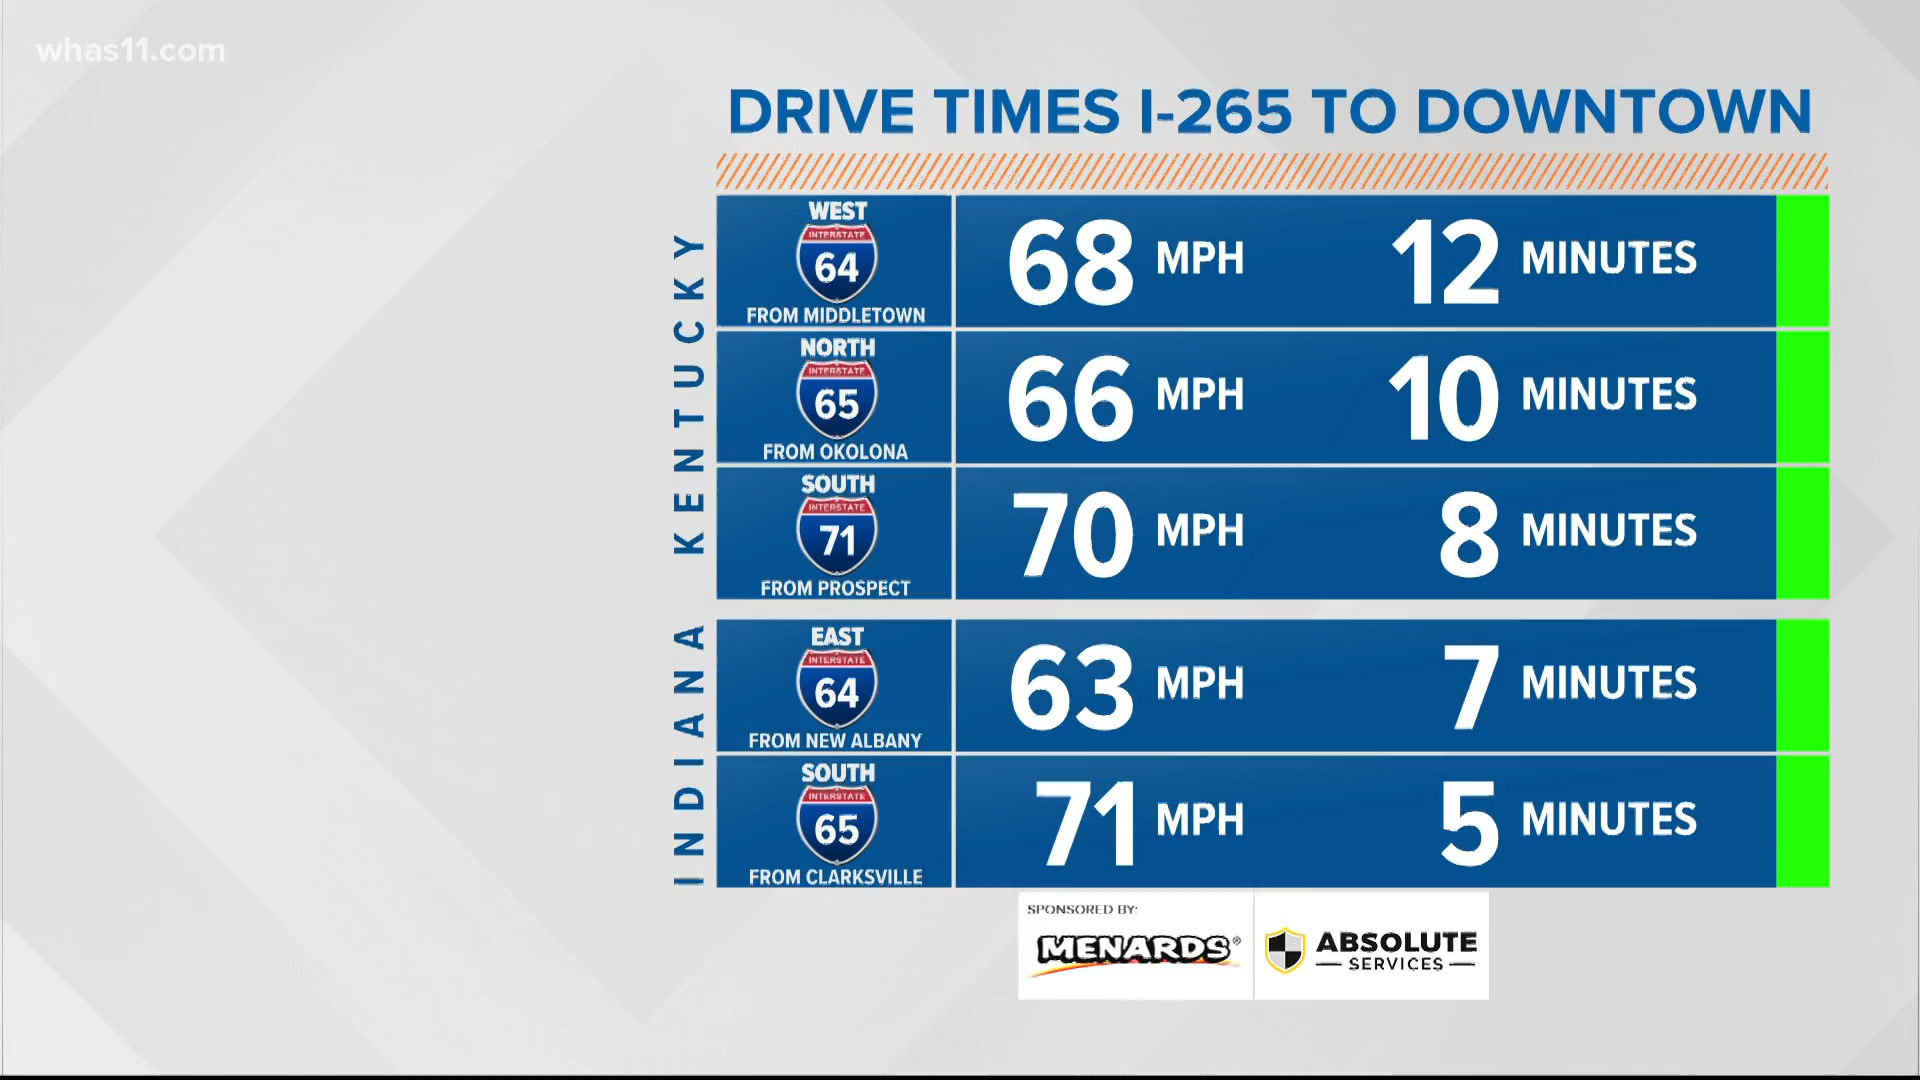 whas11.com
DRIVE TIMES I-265 TO DOWNTOWN
KENTUCKY
WEST
INTERSTATE
64
FROM MIDDLETOWN
68 MPH 12 MINUTES
NORTH
INTERSTATE
65
FROM OKOLONA
66 MPH 10 MINUTES
SOUTH
INTERSTATE
71
FROM PROSPECT
70 MPH 8 MINUTES
INDIANA
EAST
INTERSTATE
64
FROM NEW ALBANY
63 MPH 7 MINUTES
SOUTH
INTERSTATE
65
FROM CLARKSVILLE
71 MPH 5 MINUTES
SPONSORED BY:
MENARDS®
ABSOLUTE
SERVICES